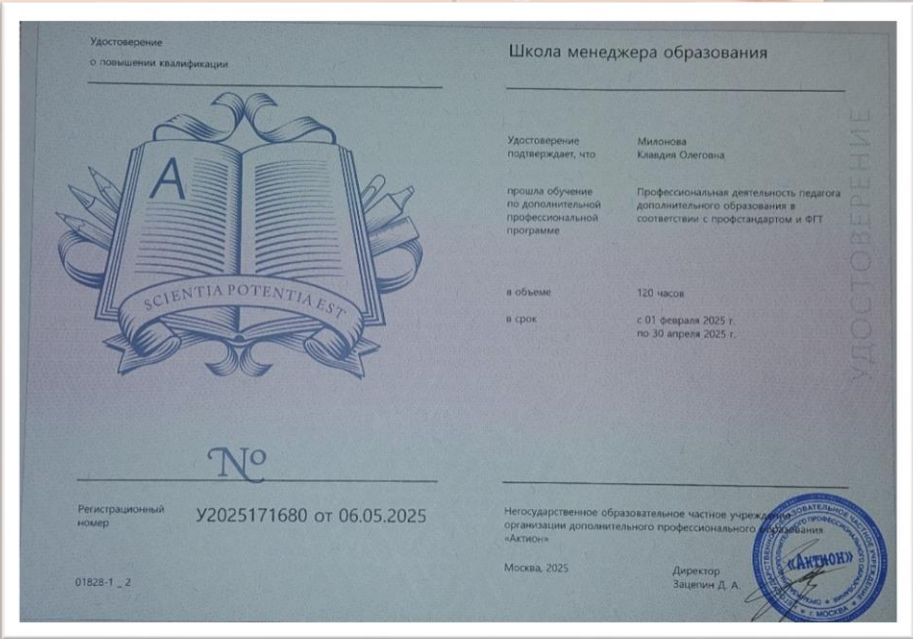 Удостоверение
о повышении квалификации
A
SCIENTIA POTENTIA EST
№
Регистрационный
номер
У2025171680 от 06.05.2025
01828-1 _ 2
Школа менеджера образования
Удостоверение
подтверждает, что
Милонова
Клавдия Олеговна
прошла обучение
по дополнительной
профессиональной
программе
Профессиональная деятельность педагога
дополнительного образования в
соответствии с профстандартом и ФГТ
в объеме
120 часов
в срок
с 01 февраля 2025 г.
по 30 апреля 2025 г.
УДОСТОВЕРЕНИЕ
Негосударственное образовательное частное учреждение
организации дополнительного профессионального образования
«Актион»
Москва, 2025
Директор
Зацепин Д. А.
«Актион»
г. МОСКВА